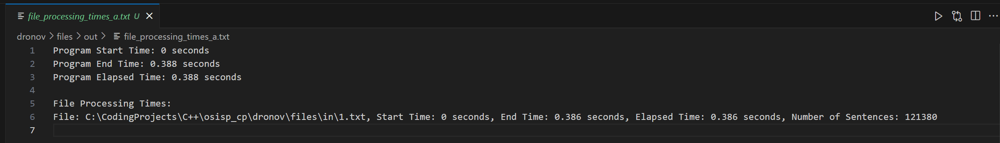 file_processing_times_a.txt U
dronov > files > out > file_processing_times_a.txt
1 Program Start Time: 0 seconds
2 Program End Time: 0.388 seconds
3 Program Elapsed Time: 0.388 seconds
4
5 File Processing Times:
6 File: C:\CodingProjects\C++\osisp_cp\dronov\files\in\1.txt, Start Time: 0 seconds, End Time: 0.386 seconds, Elapsed Time: 0.386 seconds, Number of Sentences: 121380
7